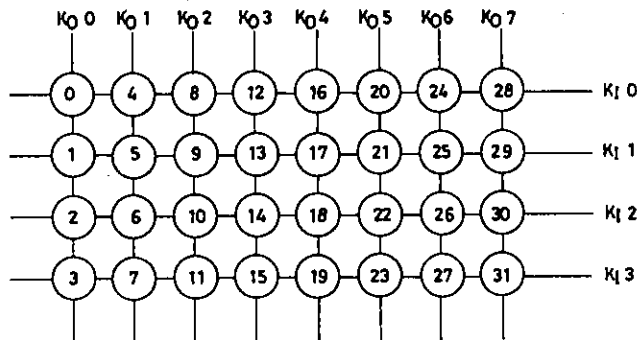 KO 0 KO 1 KO 2 KO 3 KO 4 KO 5 KO 6 KO 7
0 4 8 12 16 20 24 28 KI 0
1 5 9 13 17 21 25 29 KI 1
2 6 10 14 18 22 26 30 KI 2
3 7 11 15 19 23 27 31 KI 3